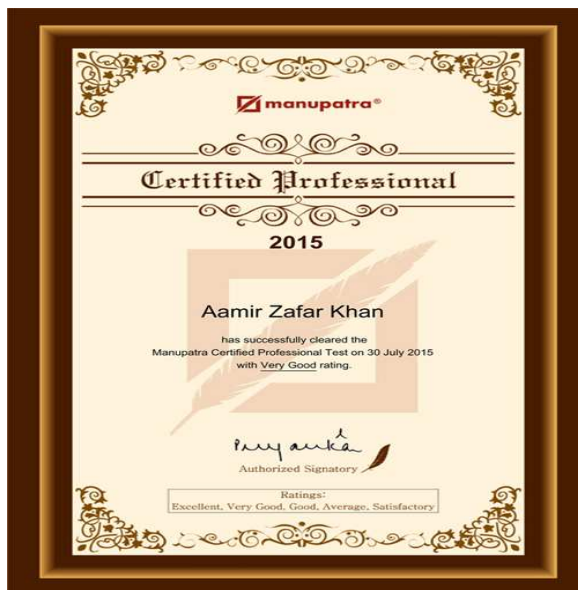 manupatra®
Certified Professional
2015
Aamir Zafar Khan
has successfully cleared the
Manupatra Certified Professional Test on 30 July 2015
with Very Good rating.
Priyanka
Authorized Signatory
Ratings:
Excellent, Very Good, Good, Average, Satisfactory